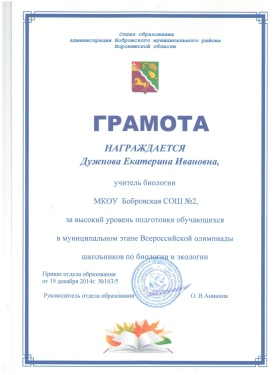 Отдел образования
администрации Бобровского муниципального района
Воронежской области
ГРАМОТА
НАГРАЖДАЕТСЯ
Дужнова Екатерина Ивановна,
учитель биологии
МКОУ Бобровская СОШ №2,
за высокий уровень подготовки обучающихся
в муниципальном этапе Всероссийской олимпиады
школьников по биологии и экологии
Приказ отдела образования
от 19 декабря 2014г. №163/5
Руководитель отдела образования О. В.Аникина